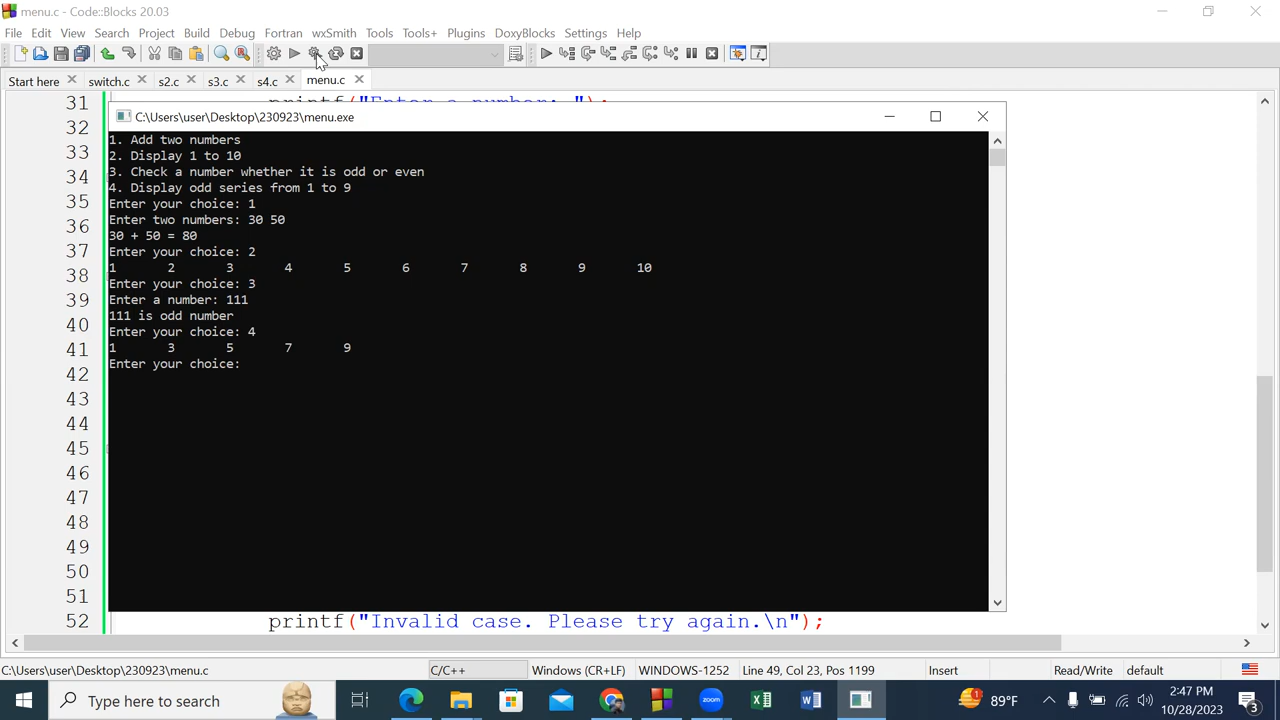 menu.c - Code::Blocks 20.03
File Edit View Search Project Build Debug Fortran wxSmith Tools Tools+ Plugins DoxyBlocks Settings Help
Start here switch.c s2.c s3.c s4.c menu.c
31 printf("Enter a number: ");
32 C:\Users\user\Desktop\230923\menu.exe
1. Add two numbers
2. Display 1 to 10
33
3. Check a number whether it is odd or even
34
4. Display odd series from 1 to 9
35
Enter your choice: 1
Enter two numbers: 30 50
36
30 + 50 = 80
37
Enter your choice: 2
1 2 3 4 5 6 7 8 9 10
38
Enter your choice: 3
39
Enter a number: 111
111 is odd number
40
Enter your choice: 4
41
1 3 5 7 9
Enter your choice:
42
43
44
45
46
47
48
49
50
51
52 printf("Invalid case. Please try again.\n");
C:\Users\user\Desktop\230923\menu.c C/C++ Windows (CR+LF) WINDOWS-1252 Line 49, Col 23, Pos 1199 Insert Read/Write default
Type here to search 1 89°F 2:47 PM
10/28/2023 3